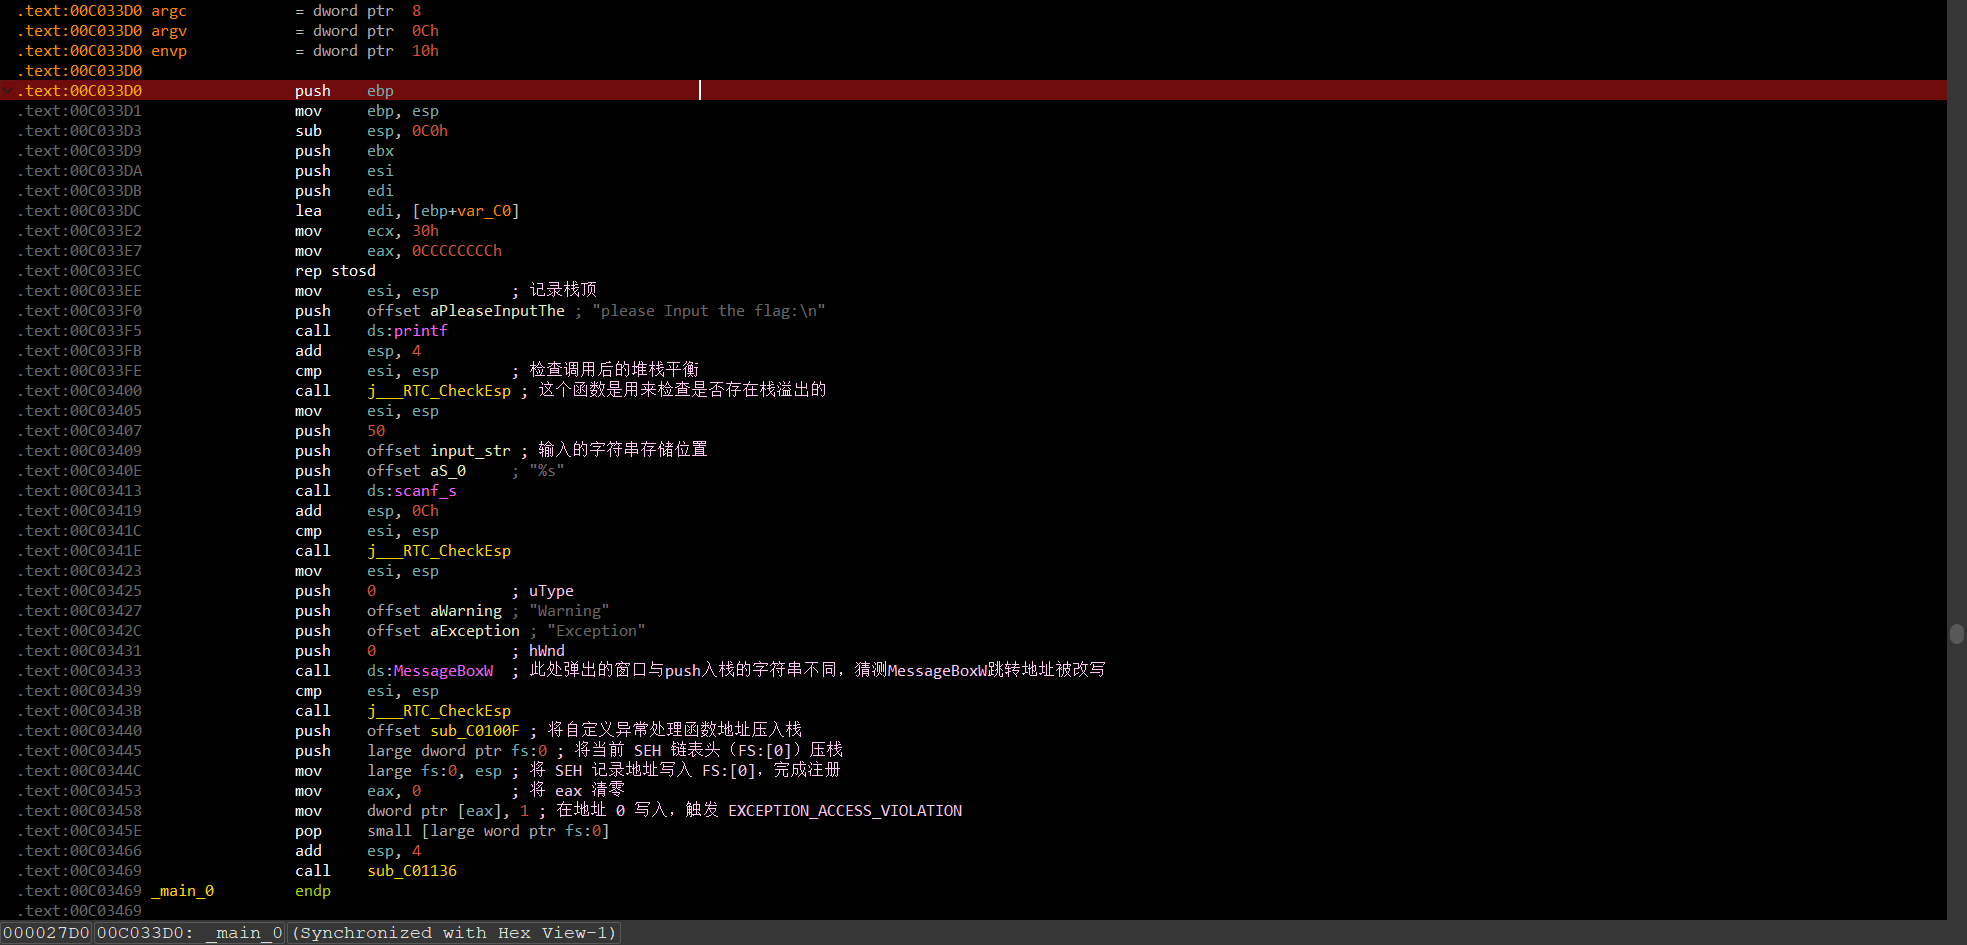 .text:00C033D0 argc            = dword ptr  8
.text:00C033D0 argv            = dword ptr  0Ch
.text:00C033D0 envp            = dword ptr  10h
.text:00C033D0
.text:00C033D0                 push    ebp
.text:00C033D1                 mov     ebp, esp
.text:00C033D3                 sub     esp, 0C0h
.text:00C033D9                 push    ebx
.text:00C033DA                 push    esi
.text:00C033DB                 push    edi
.text:00C033DC                 lea     edi, [ebp+var_C0]
.text:00C033E2                 mov     ecx, 30h
.text:00C033E7                 mov     eax, 0CCCCCCCCh
.text:00C033EC                 rep stosd
.text:00C033EE                 mov     esi, esp        ; 记录栈顶
.text:00C033F0                 push    offset aPleaseInputThe ; "please Input the flag:\n"
.text:00C033F5                 call    ds:printf
.text:00C033FB                 add     esp, 4
.text:00C033FE                 cmp     esi, esp        ; 检查调用后的堆栈平衡
.text:00C03400                 call    j___RTC_CheckEsp ; 这个函数是用来检查是否存在栈溢出的
.text:00C03405                 mov     esi, esp
.text:00C03407                 push    50
.text:00C03409                 push    offset input_str ; 输入的字符串存储位置
.text:00C0340E                 push    offset aS_0     ; "%s"
.text:00C03413                 call    ds:scanf_s
.text:00C03419                 add     esp, 0Ch
.text:00C0341C                 cmp     esi, esp
.text:00C0341E                 call    j___RTC_CheckEsp
.text:00C03423                 mov     esi, esp
.text:00C03425                 push    0               ; uType
.text:00C03427                 push    offset aWarning ; "Warning"
.text:00C0342C                 push    offset aException ; "Exception"
.text:00C03431                 push    0               ; hWnd
.text:00C03433                 call    ds:MessageBoxW  ; 此处弹出的窗口与push入栈的字符串不同，猜测MessageBoxW跳转地址被改写
.text:00C03439                 cmp     esi, esp
.text:00C0343B                 call    j___RTC_CheckEsp
.text:00C03440                 push    offset sub_C0100F ; 将自定义异常处理函数地址压入栈
.text:00C03445                 push    large dword ptr fs:0 ; 将当前 SEH 链表头（FS:[0]）压栈
.text:00C0344C                 mov     large fs:0, esp ; 将 SEH 记录地址写入 FS:[0]，完成注册
.text:00C03453                 mov     eax, 0          ; 将 eax 清零
.text:00C03458                 mov     dword ptr [eax], 1 ; 在地址 0 写入，触发 EXCEPTION_ACCESS_VIOLATION
.text:00C0345E                 pop     small [large word ptr fs:0]
.text:00C03466                 add     esp, 4
.text:00C03469                 call    sub_C01136
.text:00C03469 _main_0         endp
.text:00C03469
000027D0 00C033D0: _main_0 (Synchronized with Hex View-1)